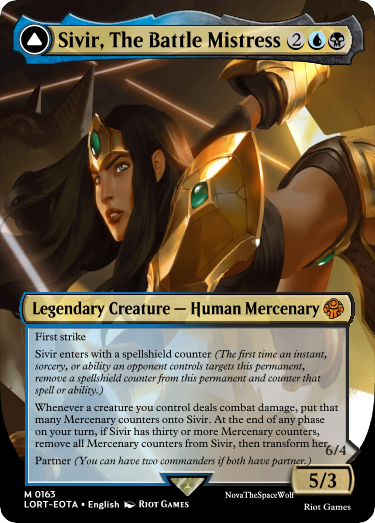 Sivir, The Battle Mistress 2
Legendary Creature — Human Mercenary
First strike
Sivir enters with a spellshield counter (The first time an instant,
sorcery, or ability an opponent controls targets this permanent,
remove a spellshield counter from this permanent and counter that
spell or ability.)
Whenever a creature you control deals combat damage, put that
many Mercenary counters onto Sivir. At the end of any phase
on your turn, if Sivir has thirty or more Mercenary counters,
remove all Mercenary counters from Sivir, then transform her.
6/4
Partner (You can have two commanders if both have partner.)
5/3
M 0163
LORT-EOTA • English RIOT GAMES
NovaTheSpaceWolf
Riot Games